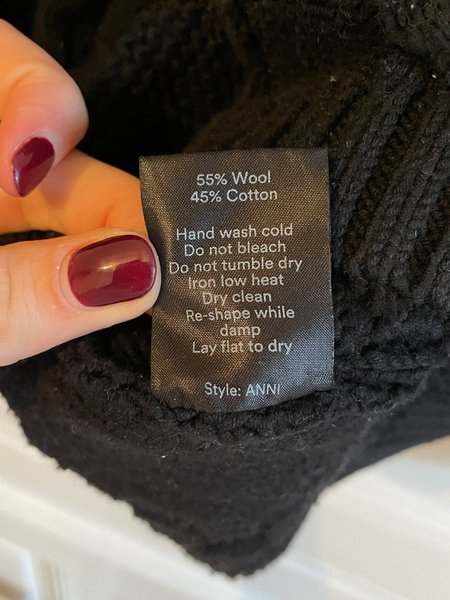 55% Wool
45% Cotton
Hand wash cold
Do not bleach
Do not tumble dry
Iron low heat
Dry clean
Re-shape while
damp
Lay flat to dry
Style: ANNI